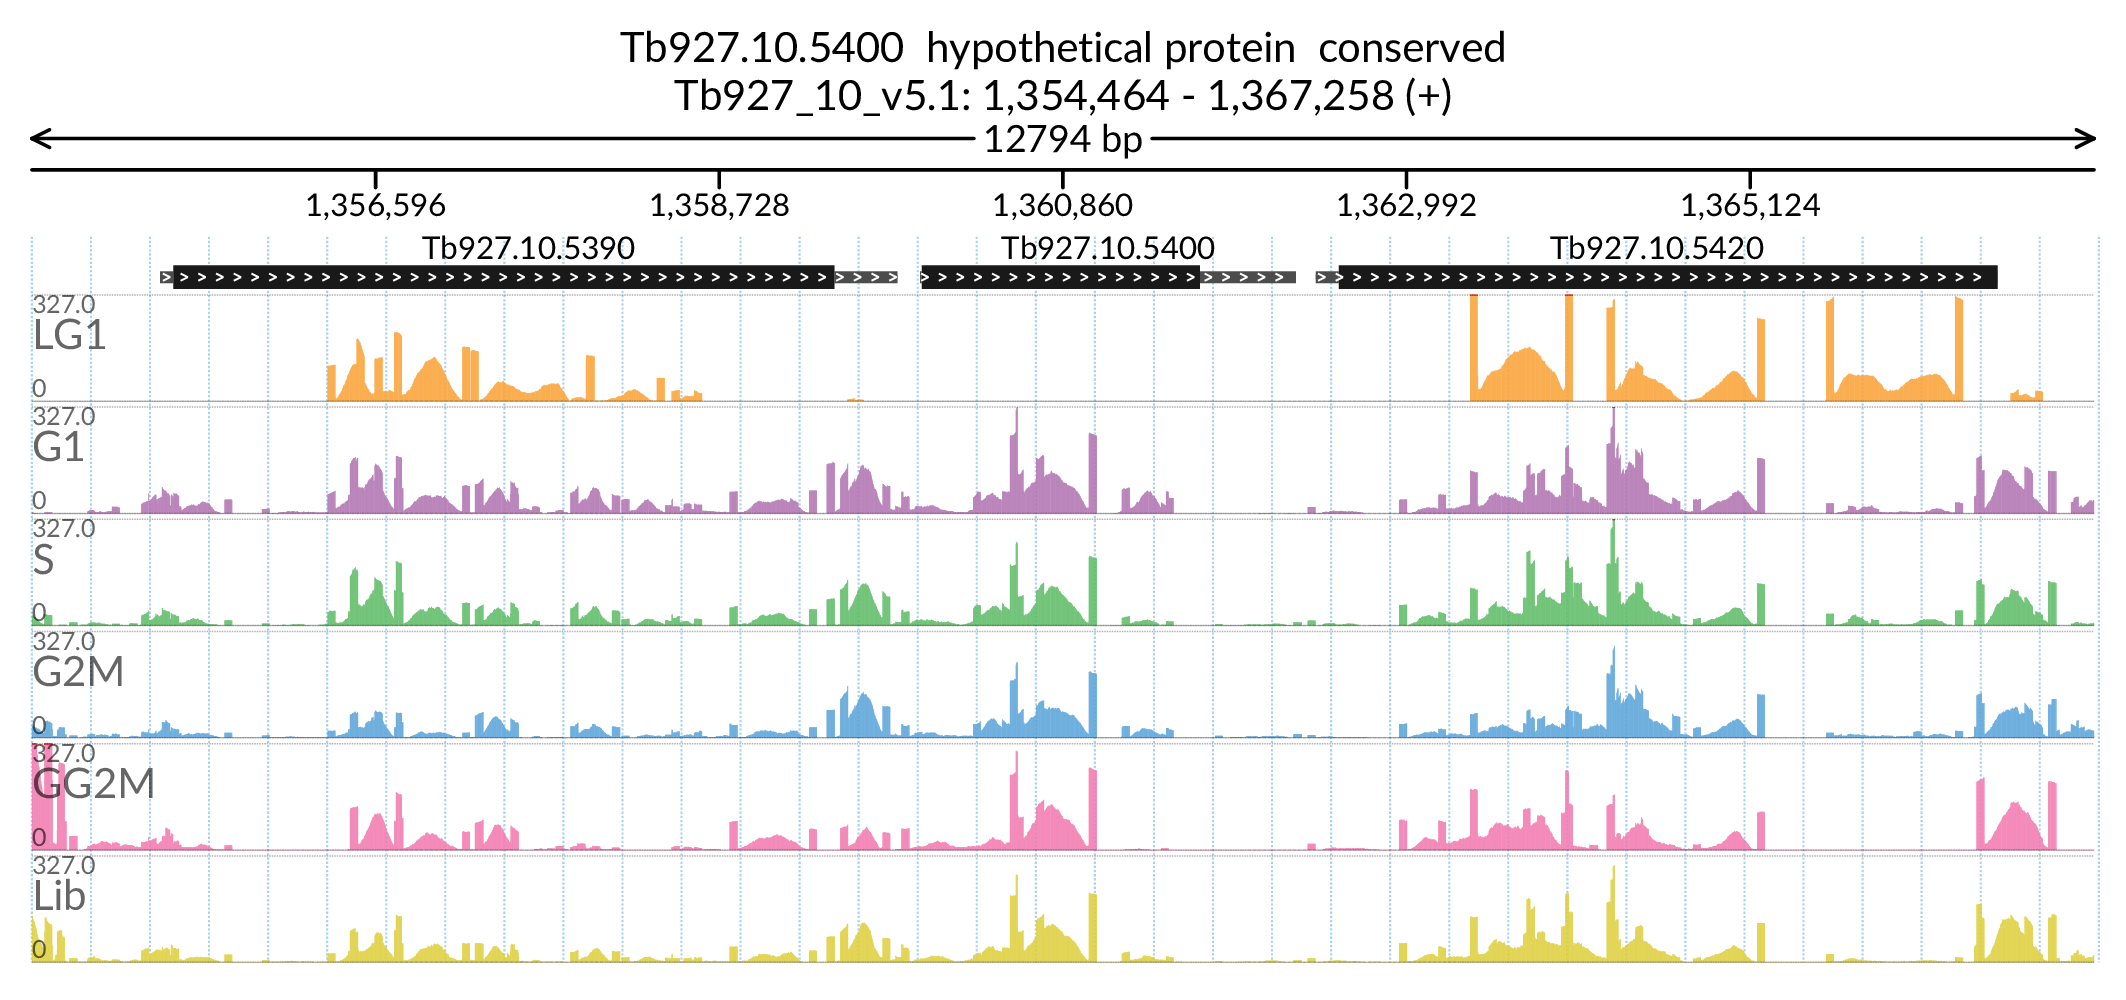 Tb927.10.5400 hypothetical protein conserved
Tb927_10_v5.1: 1,354,464 - 1,367,258 (+)
12794 bp
1,356,596 1,358,728 1,360,860 1,362,992 1,365,124
Tb927.10.5390 Tb927.10.5400 Tb927.10.5420
327.0
LG1
0
327.0
G1
0
327.0
S
0
327.0
G2M
0
327.0
GG2M
0
327.0
Lib
0